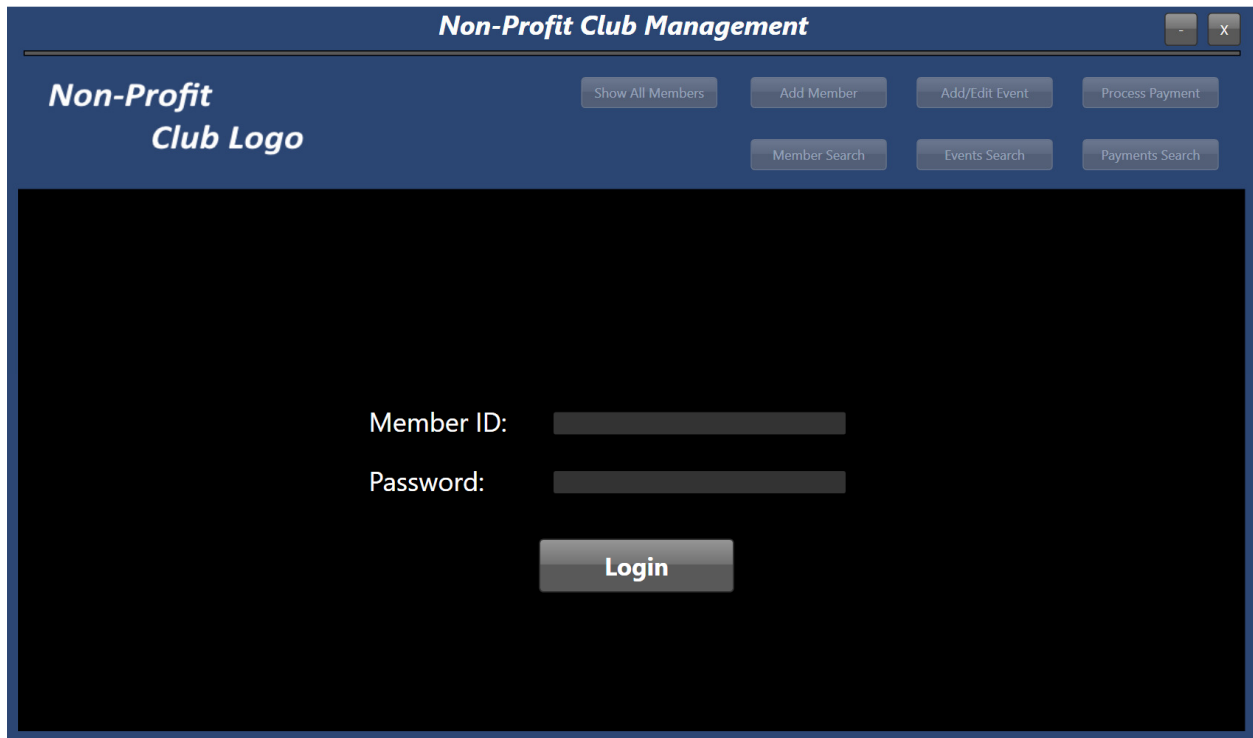 Non-Profit Club Management
- X
Non-Profit
Club Logo
Show All Members Add Member Add/Edit Event Process Payment
Member Search Events Search Payments Search
Member ID:
Password:
Login